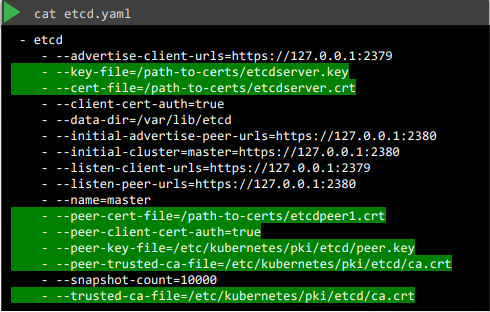 cat etcd.yaml
- etcd
- --advertise-client-urls=https://127.0.0.1:2379
- --key-file=/path-to-certs/etcdserver.key
- --cert-file=/path-to-certs/etcdserver.crt
- --client-cert-auth=true
- --data-dir=/var/lib/etcd
- --initial-advertise-peer-urls=https://127.0.0.1:2380
- --initial-cluster=master=https://127.0.0.1:2380
- --listen-client-urls=https://127.0.0.1:2379
- --listen-peer-urls=https://127.0.0.1:2380
- --name=master
- --peer-cert-file=/path-to-certs/etcdpeer1.crt
- --peer-client-cert-auth=true
- --peer-key-file=/etc/kubernetes/pki/etcd/peer.key
- --peer-trusted-ca-file=/etc/kubernetes/pki/etcd/ca.crt
- --snapshot-count=10000
- --trusted-ca-file=/etc/kubernetes/pki/etcd/ca.crt